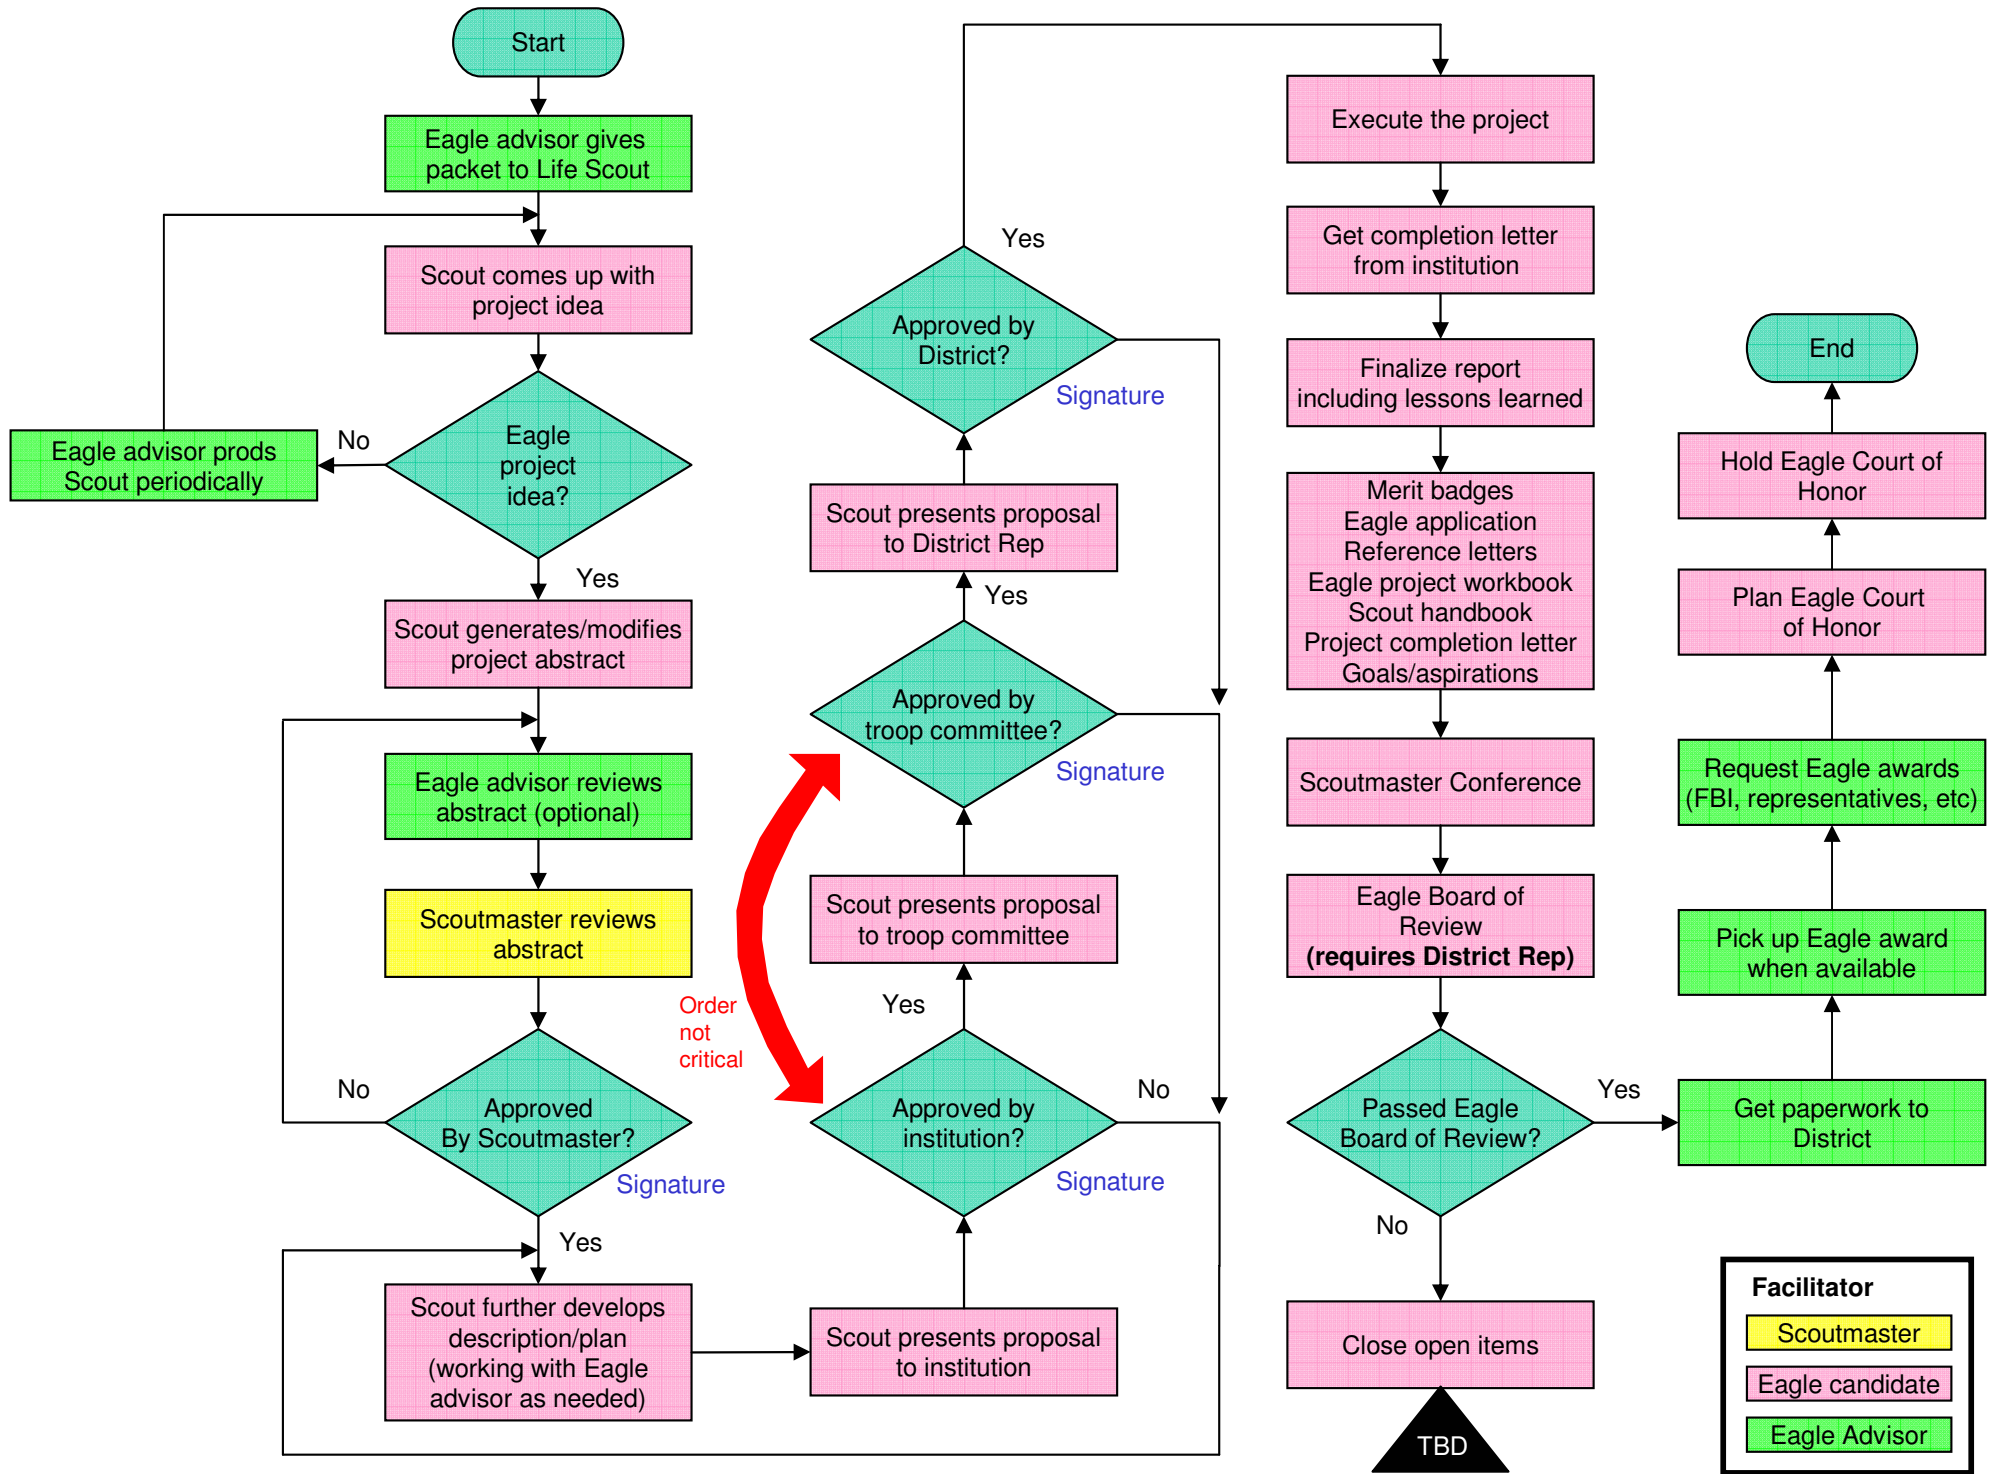 Start
Eagle advisor gives
packet to Life Scout
Scout comes up with
project idea
Eagle
project
idea?
No
Eagle advisor prods
Scout periodically
Yes
Scout generates/modifies
project abstract
Eagle advisor reviews
abstract (optional)
Scoutmaster reviews
abstract
Approved
By Scoutmaster?
No
Signature
Yes
Scout further develops
description/plan
(working with Eagle
advisor as needed)
Scout presents proposal
to institution
Approved by
institution?
No
Signature
Yes
Order
not
critical
Scout presents proposal
to troop committee
Approved by
troop committee?
Signature
Yes
Scout presents proposal
to District Rep
Approved by
District?
Signature
Yes
Execute the project
Get completion letter
from institution
Finalize report
including lessons learned
Merit badges
Eagle application
Reference letters
Eagle project workbook
Scout handbook
Project completion letter
Goals/aspirations
Scoutmaster Conference
Eagle Board of
Review
(requires District Rep)
Passed Eagle
Board of Review?
No
Close open items
TBD
Yes
Get paperwork to
District
Pick up Eagle award
when available
Request Eagle awards
(FBI, representatives, etc)
Plan Eagle Court
of Honor
Hold Eagle Court of
Honor
End
Facilitator
Scoutmaster
Eagle candidate
Eagle Advisor